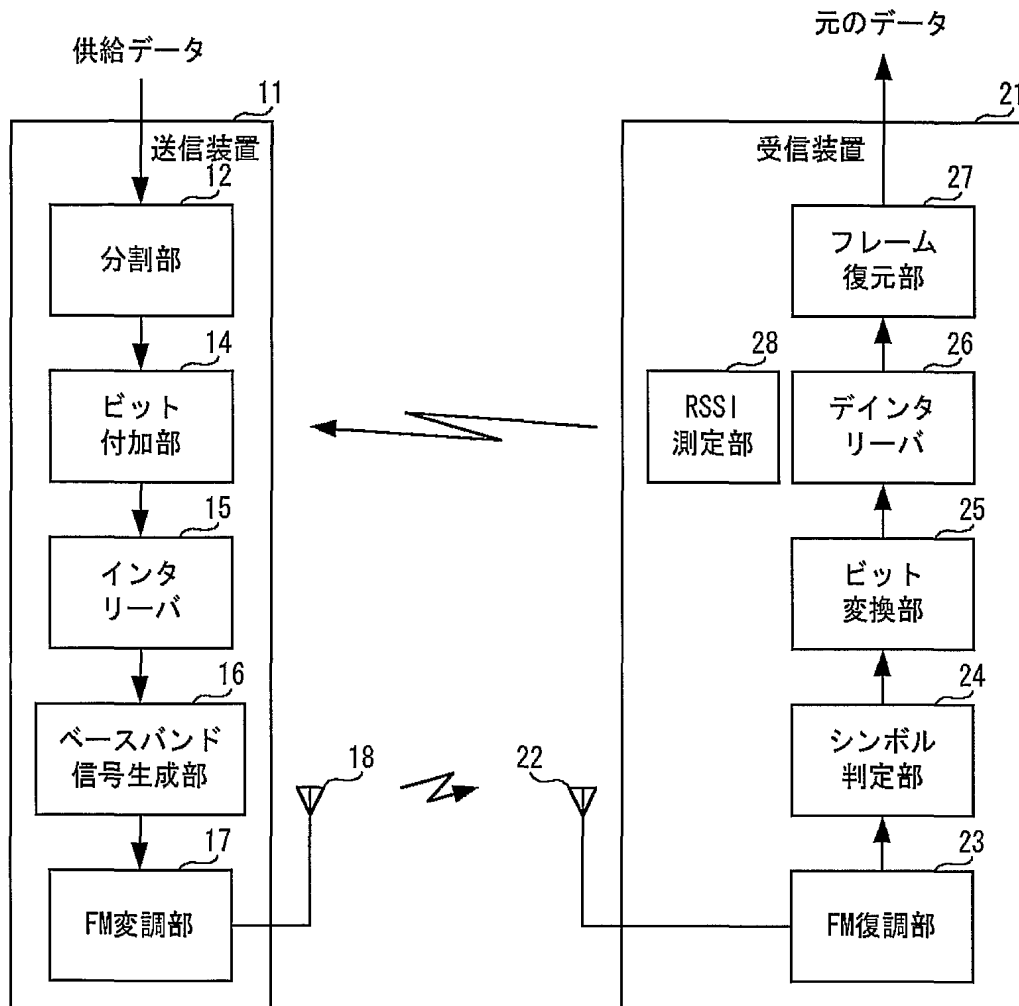 供給データ
11
送信装置
12
分割部
14
ビット
付加部
15
インタ
リーバ
16
ベースバンド
信号生成部
17
FM変調部
18
元のデータ
21
受信装置
27
フレーム
復元部
28
RSSI
測定部
26
デインタ
リーバ
25
ビット
変換部
24
シンボル
判定部
22
23
FM復調部